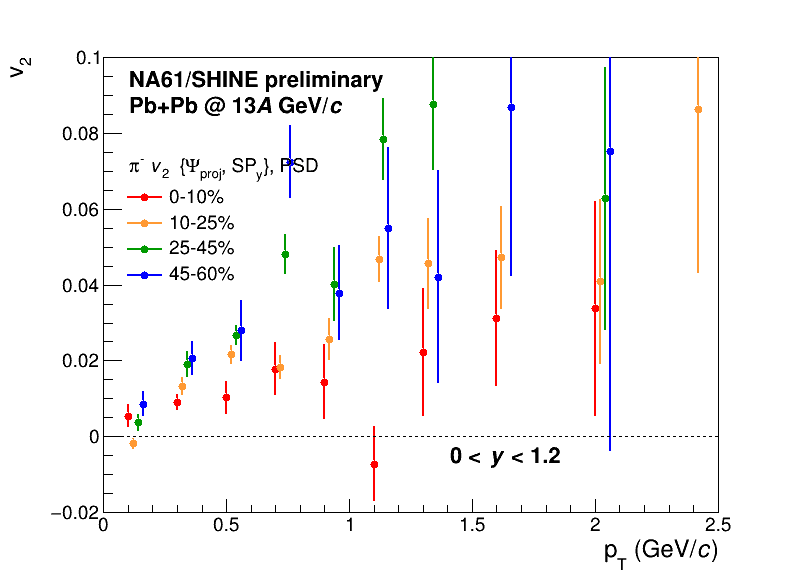 v2
NA61/SHINE preliminary
Pb+Pb @ 13A GeV/c
π- v2 {Ψproj, SPy}, PSD
0-10%
10-25%
25-45%
45-60%
0.1
0.08
0.06
0.04
0.02
0
−0.02
0 < y < 1.2
0 0.5 1 1.5 2 2.5
pT (GeV/c)